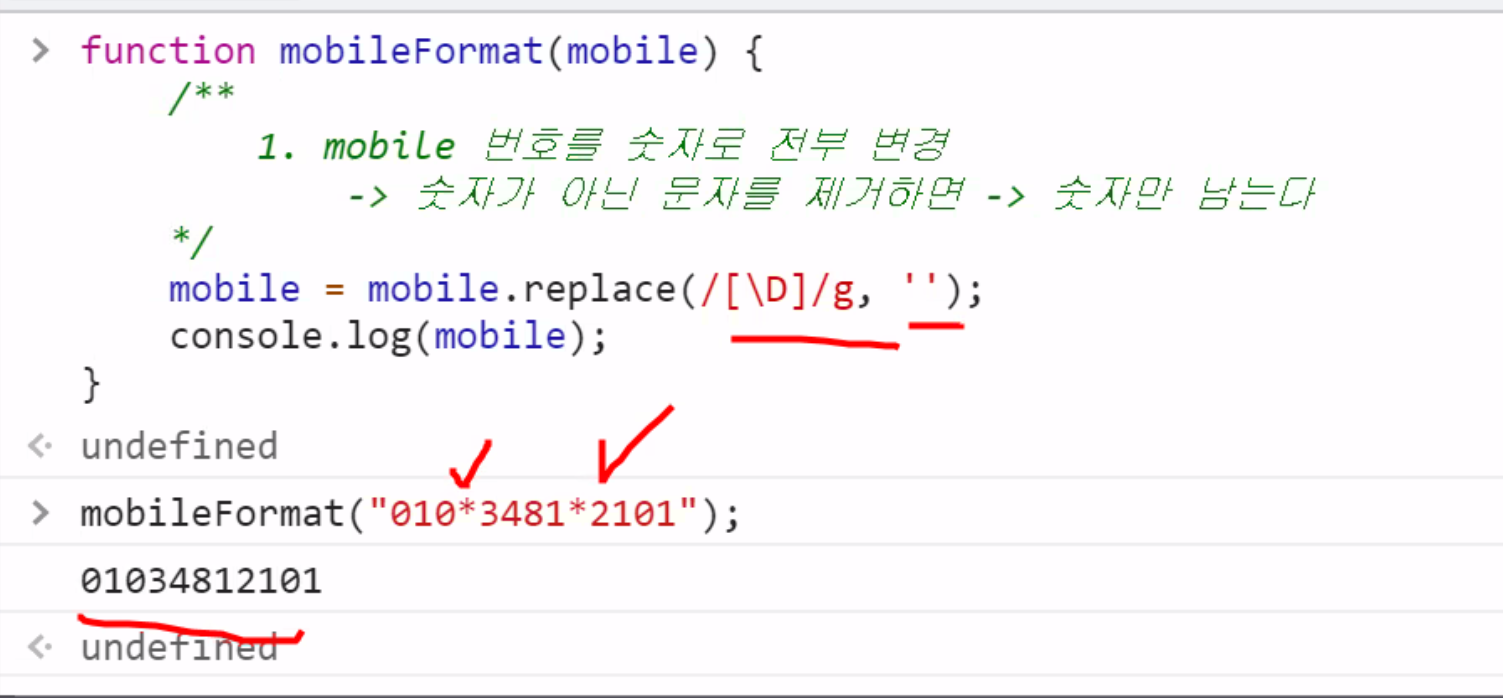 > function mobileFormat(mobile) {
/**
1. mobile 번호를 숫자로 전부 변경
-> 숫자가 아닌 문자를 제거하면 -> 숫자만 남는다
*/
mobile = mobile.replace(/[\D]/g, '');
console.log(mobile);
}
undefined
> mobileFormat("010*3481*2101");
01034812101
undefined